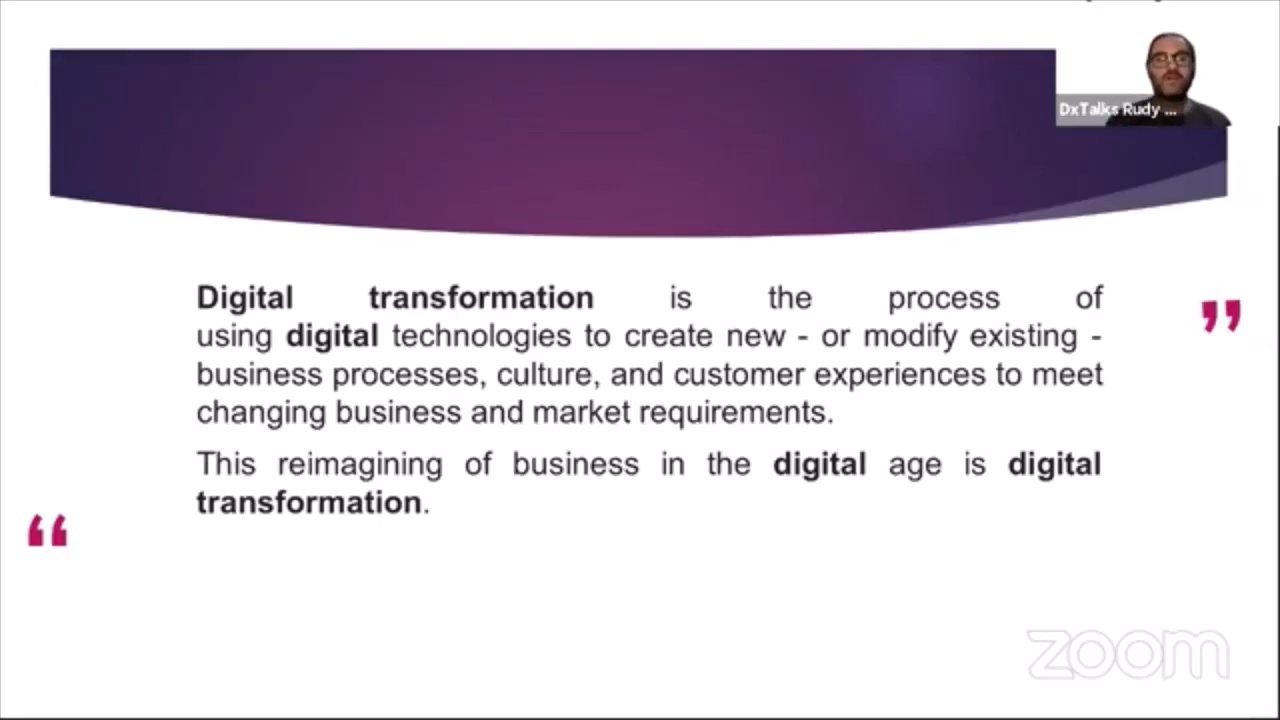 DxTalks Rudy ...
Digital transformation is the process of
using digital technologies to create new - or modify existing -
business processes, culture, and customer experiences to meet
changing business and market requirements.
This reimagining of business in the digital age is digital
transformation.
zoom